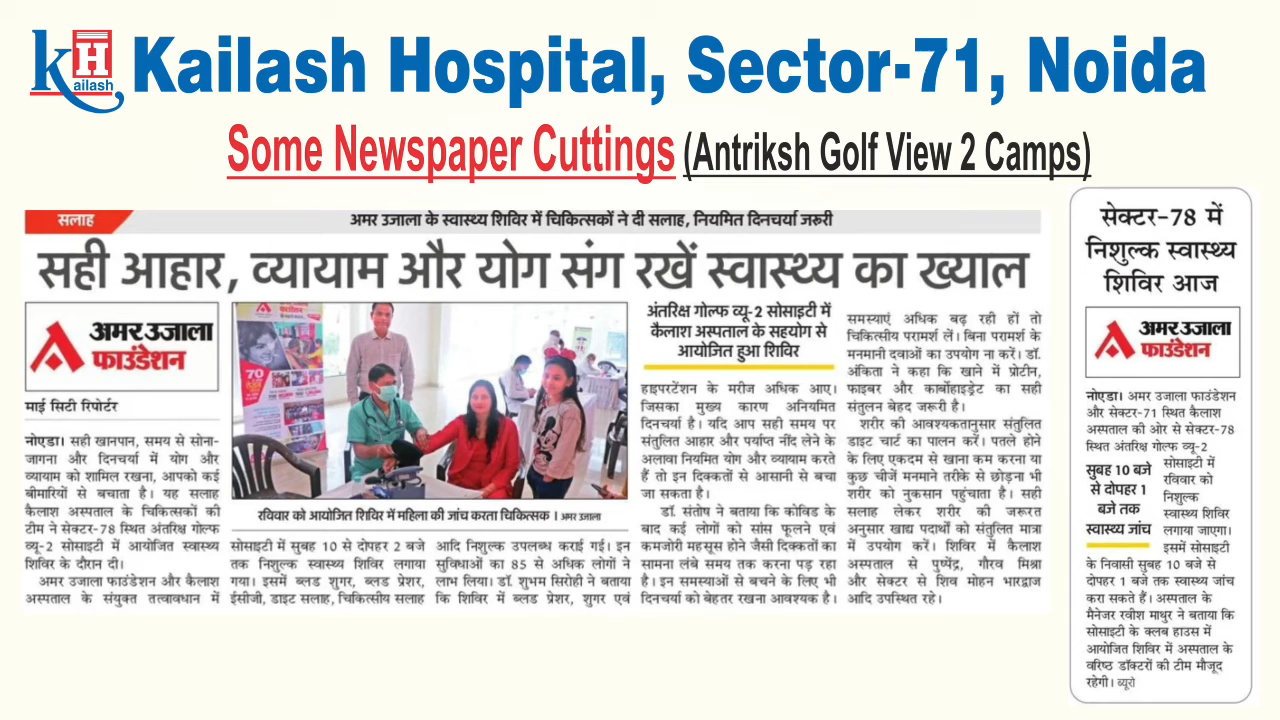 Kailash Hospital, Sector-71, Noida
kH
ailash
Some Newspaper Cuttings (Antriksh Golf View 2 Camps)
सलाह
अमर उजाला के स्वास्थ्य शिविर में चिकित्सकों ने दी सलाह, नियमित दिनचर्या जरूरी
सही आहार, व्यायाम और योग संग रखें स्वास्थ्य का ख्याल
अमर उजाला
फाउंडेशन
माई सिटी रिपोर्टर
नोएडा। सही खानपान, समय से सोना-
जागना और दिनचर्या में योग और
व्यायाम को शामिल रखना, आपको कई
बीमारियों से बचाता है। यह सलाह
कैलाश अस्पताल के चिकित्सकों की
टीम ने सेक्टर-78 स्थित अंतरिक्ष गोल्फ
व्यू-2 सोसाइटी में आयोजित स्वास्थ्य
शिविर के दौरान दी।
अमर उजाला फाउंडेशन और कैलाश
अस्पताल के संयुक्त तत्वावधान में
70
रविवार को आयोजित शिविर में महिला की जांच करता चिकित्सक। अमर उजाला
सोसाइटी में सुबह 10 से दोपहर 2 बजे
तक निशुल्क स्वास्थ्य शिविर लगाया
गया। इसमें ब्लड शुगर, ब्लड प्रेशर,
ईसीजी, डाइट सलाह, चिकित्सीय सलाह
आदि निशुल्क उपलब्ध कराई गई। इन
सुविधाओं का 85 से अधिक लोगों ने
लाभ लिया। डॉ. शुभम सिरोही ने बताया
कि शिविर में ब्लड प्रेशर, शुगर एवं
अंतरिक्ष गोल्फ व्यू-2 सोसाइटी में
कैलाश अस्पताल के सहयोग से
आयोजित हुआ शिविर
हाइपरटेंशन के मरीज अधिक आए।
जिसका मुख्य कारण अनियमित
दिनचर्या है। यदि आप सही समय पर
संतुलित आहार और पर्याप्त नींद लेने के
अलावा नियमित योग और व्यायाम करते
हैं तो इन दिक्कतों से आसानी से बचा
जा सकता है।
डॉ. संतोष ने बताया कि कोविड के
बाद कई लोगों को सांस फूलने एवं
कमजोरी महसूस होने जैसी दिक्कतों का
सामना लंबे समय तक करना पड़ रहा
है। इन समस्याओं से बचने के लिए भी
दिनचर्या को बेहतर रखना आवश्यक है।
समस्याएं अधिक बढ़ रही हों तो
चिकित्सिक परामर्श लें। बिना परामर्श के
मनमानी दवाओं का उपयोग ना करें। डॉ.
अंकिता ने कहा कि खाने में प्रोटीन,
फाइबर और कार्बोहाइड्रेट का सही
संतुलन बेहद जरूरी है।
शरीर की आवश्यकतानुसार संतुलित
डाइट चार्ट का पालन करें। पतले होने
के लिए एकदम से खाना कम करना या
कुछ चीजें मनमाने तरीके से छोड़ना भी
शरीर को नुकसान पहुंचाता है। सही
सलाह लेकर शरीर की जरूरत
अनुसार खाद्य पदार्थों को संतुलित मात्रा
में उपयोग करें। शिविर में कैलाश
अस्पताल से पुष्पेंद्र, गौरव मिश्रा
और सेक्टर से शिव मोहन भारद्वाज
आदि उपस्थित रहे।
सेक्टर-78 में
निशुल्क स्वास्थ्य
शिविर आज
अमर उजाला
फाउंडेशन
नोएडा। अमर उजाला फाउंडेशन
और सेक्टर-71 स्थित कैलाश
अस्पताल की ओर से सेक्टर-78
स्थित अंतरिक्ष गोल्फ व्यू-2
सोसाइटी में
रविवार को
निशुल्क
स्वास्थ्य शिविर
लगाया जाएगा।
इसमें सोसाइटी
सुबह 10 बजे
से दोपहर 1
बजे तक
स्वास्थ्य जांच
के निवासी सुबह 10 बजे से
दोपहर 1 बजे तक स्वास्थ्य जांच
करा सकते हैं। अस्पताल के
मैनेजर रवीश माथुर ने बताया कि
सोसाइटी के क्लब हाउस में
आयोजित शिविर में अस्पताल के
वरिष्ठ डॉक्टरों की टीम मौजूद
रहेगी। ब्यूरो